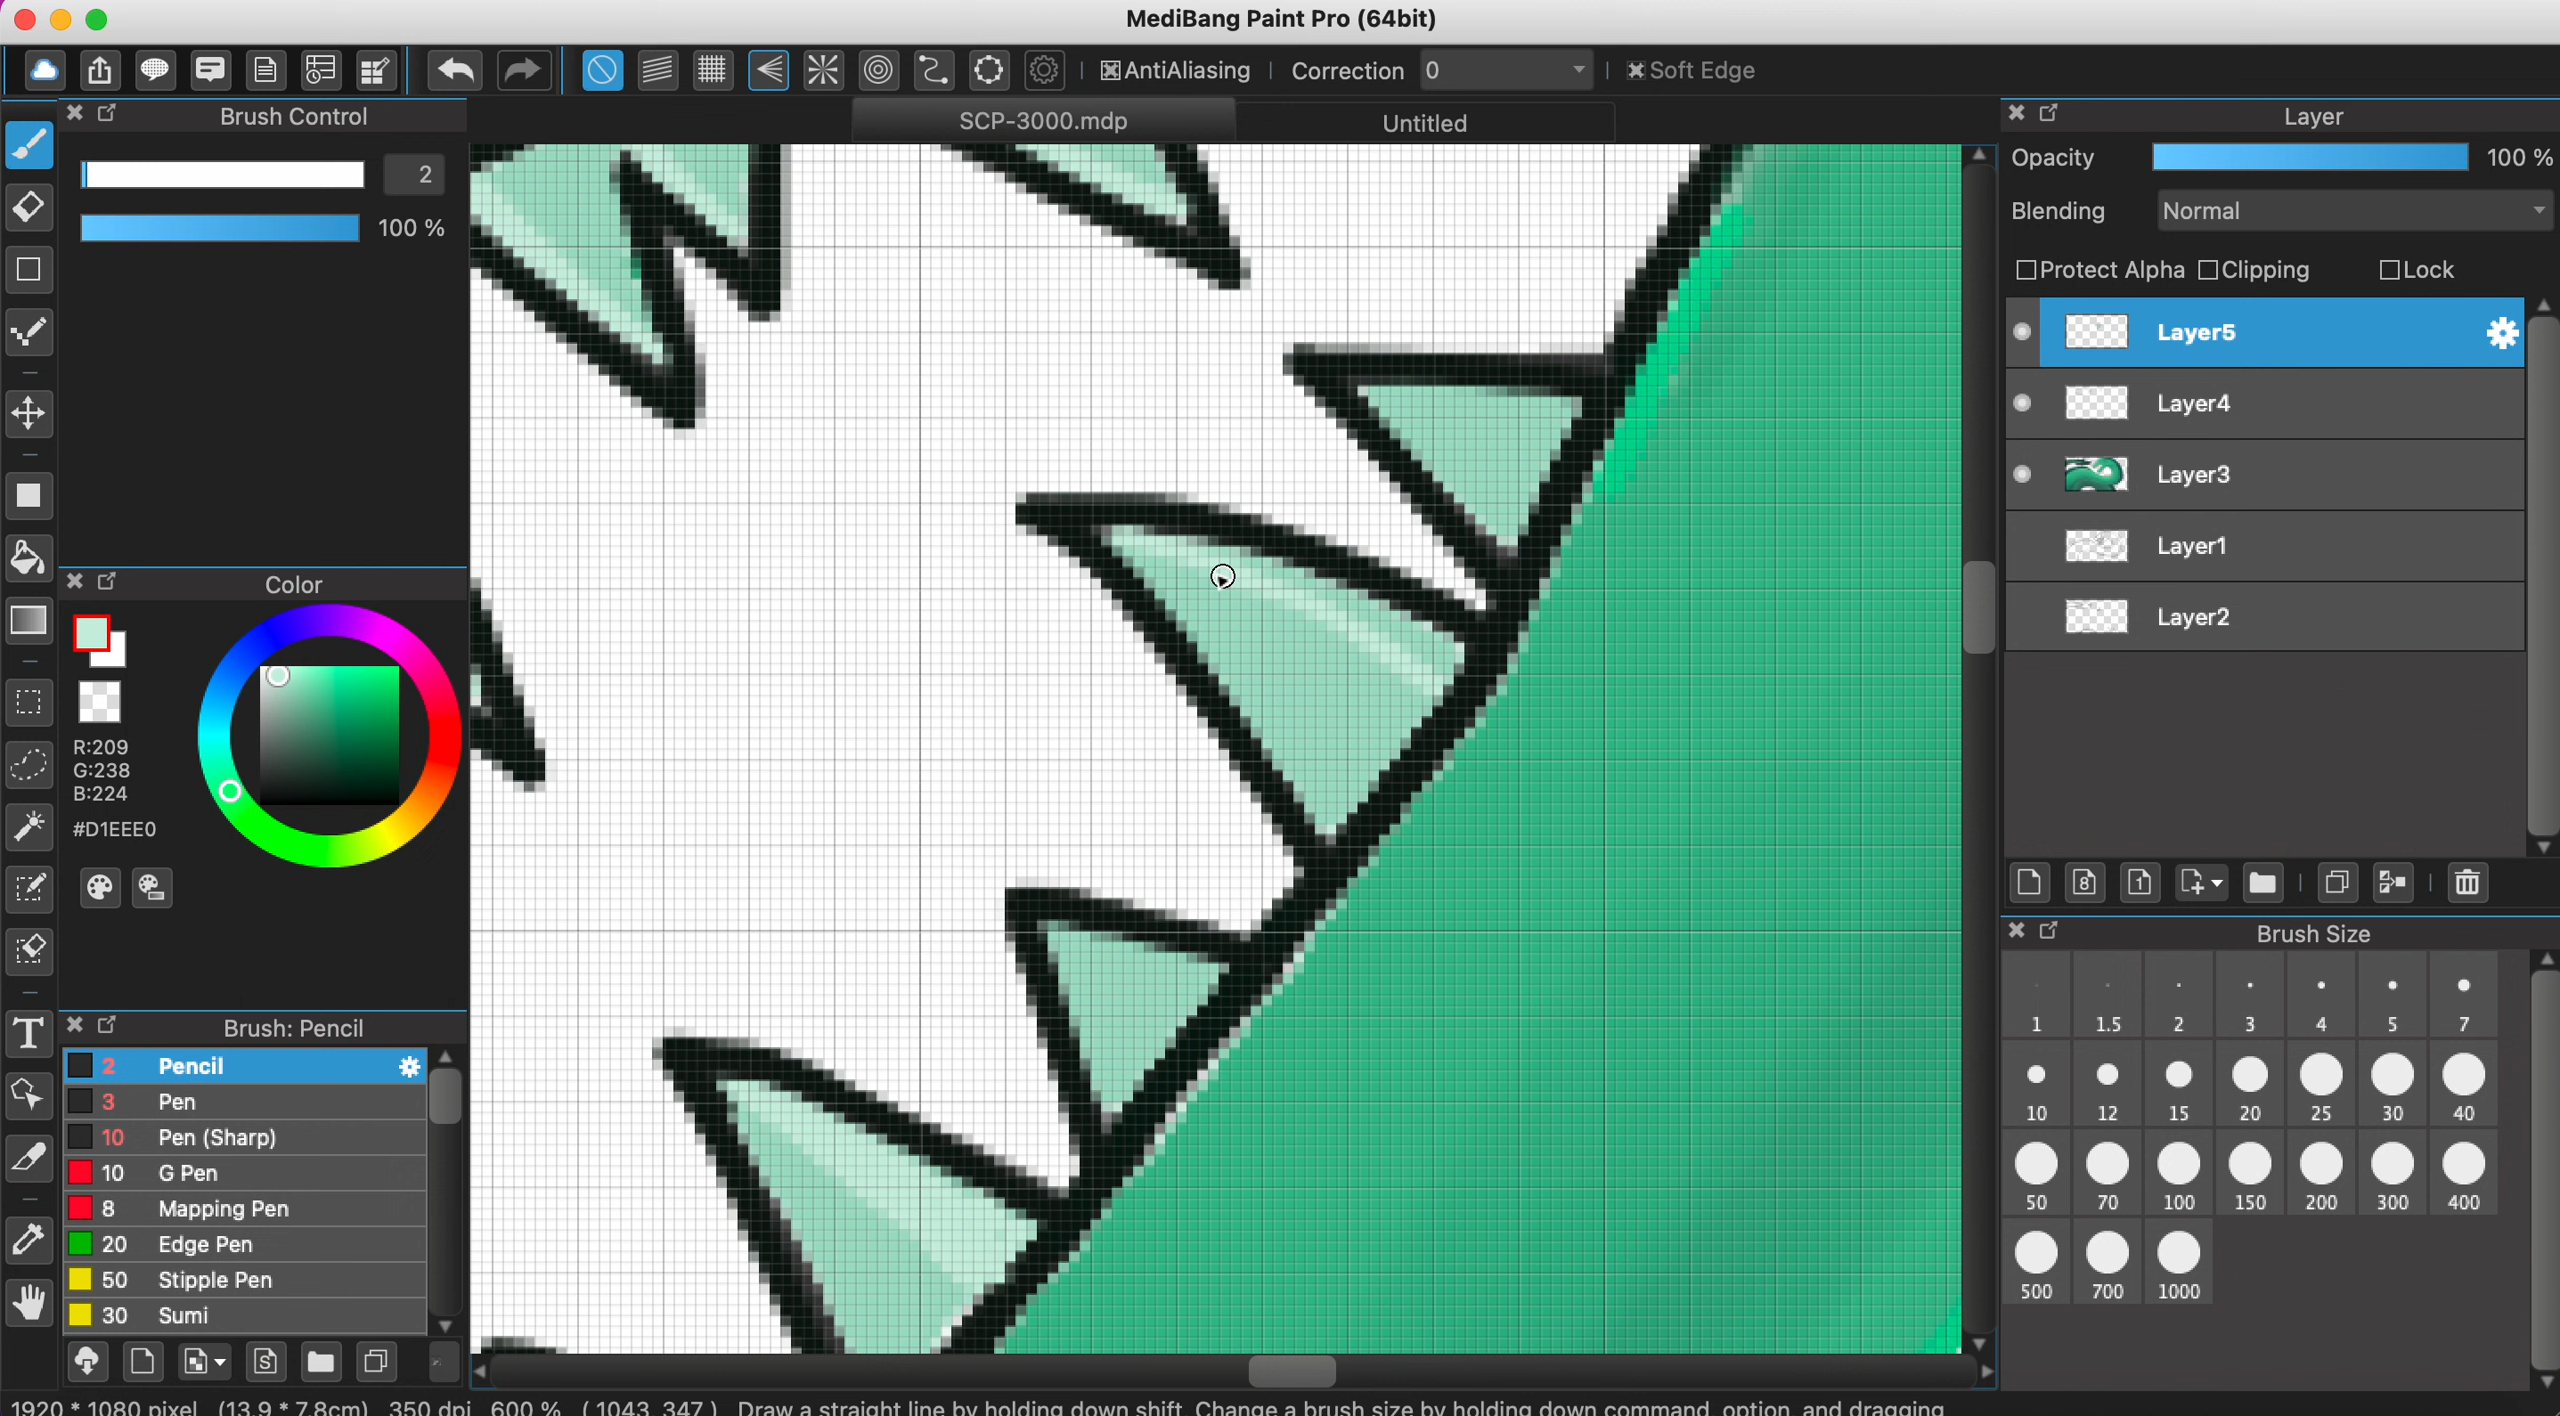 MediBang Paint Pro (64bit)
AntiAliasing
Correction
0
Soft Edge
Brush Control
SCP-3000.mdp
Untitled
Layer
2
100 %
Opacity
100 %
Blending
Normal
Protect Alpha
Clipping
Lock
Layer5
Layer4
Layer3
Layer1
Layer2
Color
R:209
G:238
B:224
#D1EEE0
8
1
Brush Size
1
1.5
2
3
4
5
7
10
12
15
20
25
30
40
50
70
100
150
200
300
400
500
700
1000
T
Brush: Pencil
2 Pencil
3 Pen
10 Pen (Sharp)
10 G Pen
8 Mapping Pen
20 Edge Pen
50 Stipple Pen
30 Sumi
S
1920 * 1080 pixel (13.9 * 7.8cm) 350 dpi 600 % ( 1043, 347 ) Draw a straight line by holding down shift, Change a brush size by holding down command, option, and dragging